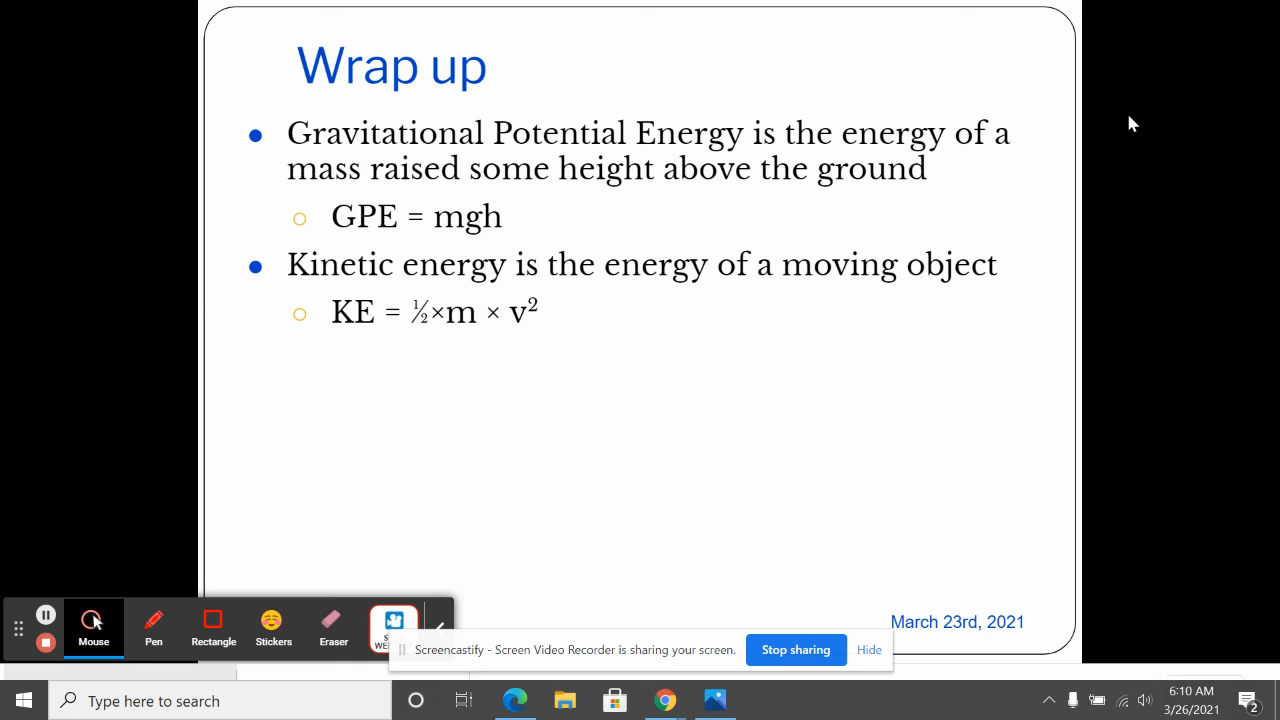 Wrap up
● Gravitational Potential Energy is the energy of a
mass raised some height above the ground
○ GPE = mgh
● Kinetic energy is the energy of a moving object
○ KE = ½×m × v²
March 23rd, 2021
Mouse
Pen
Rectangle
Stickers
Eraser
Screencastify - Screen Video Recorder is sharing your screen.
Stop sharing
Hide
Type here to search
6:10 AM
3/26/2021
2